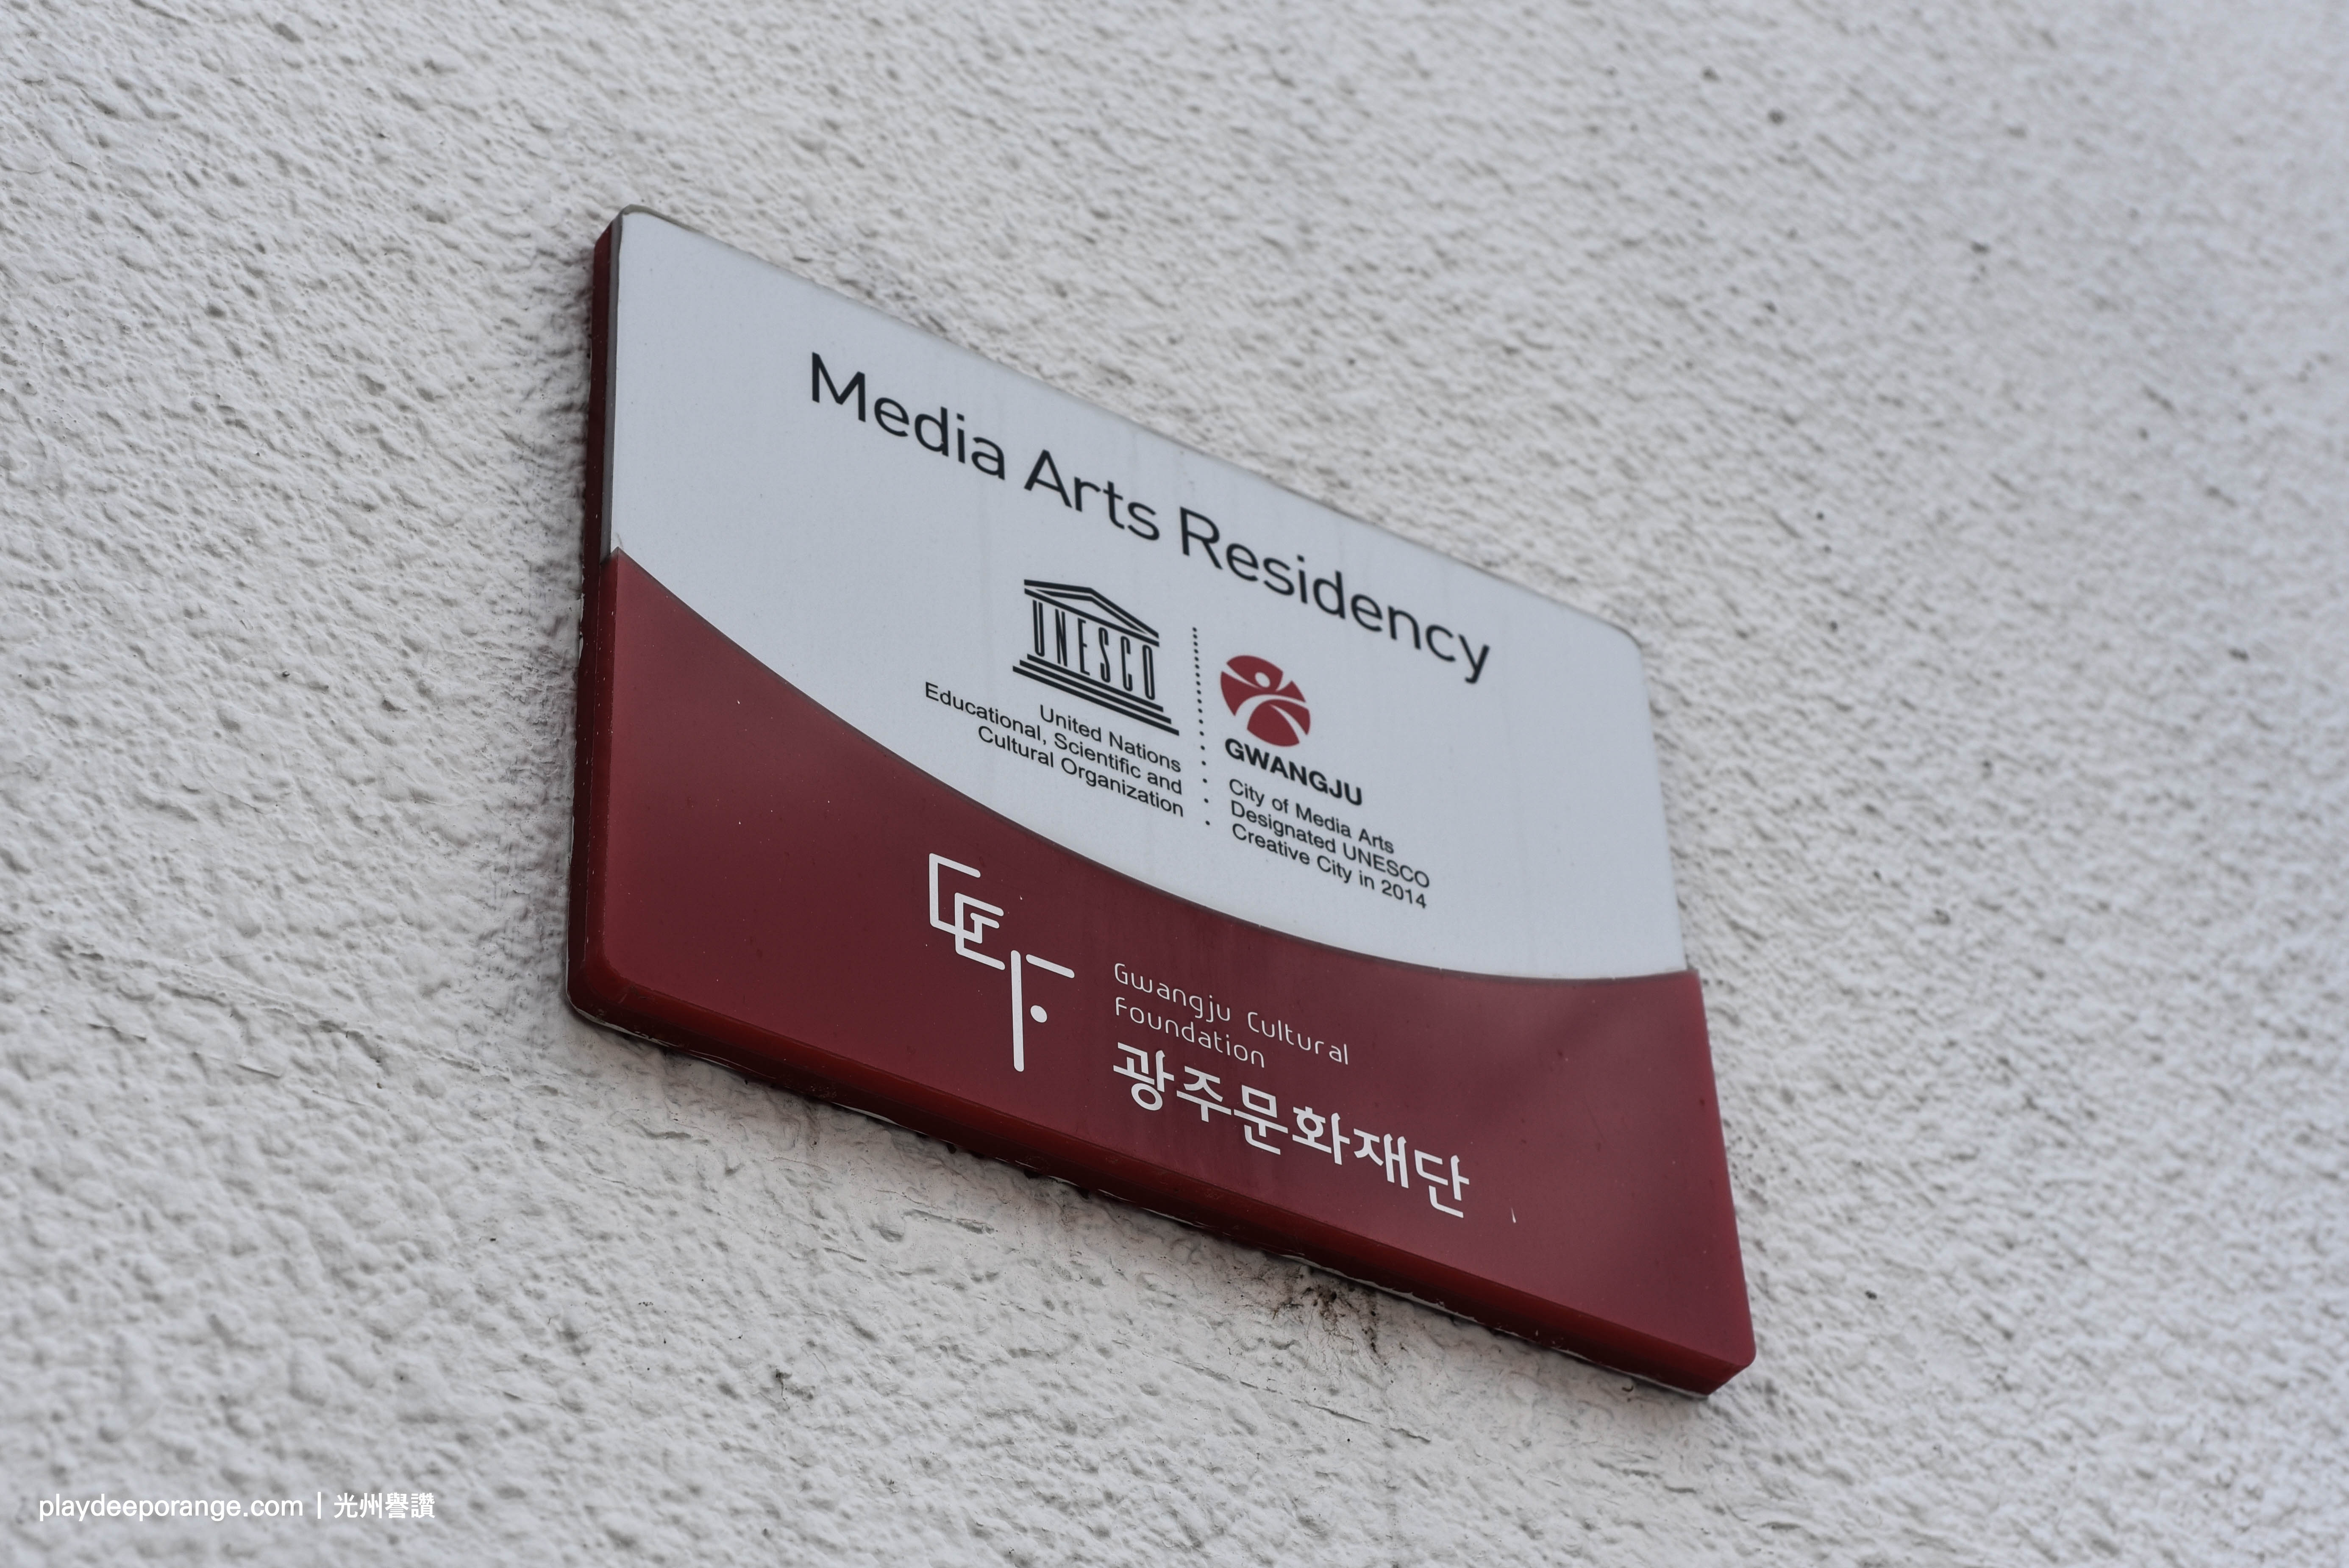 Media Arts Residency
UNESCO
United Nations
Educational, Scientific and
Cultural Organization
GWANGJU
City of Media Arts
Designated UNESCO
Creative City in 2014
Gwangju Cultural
Foundation
광주문화재단
playdeeporange.com | 光州譽讚